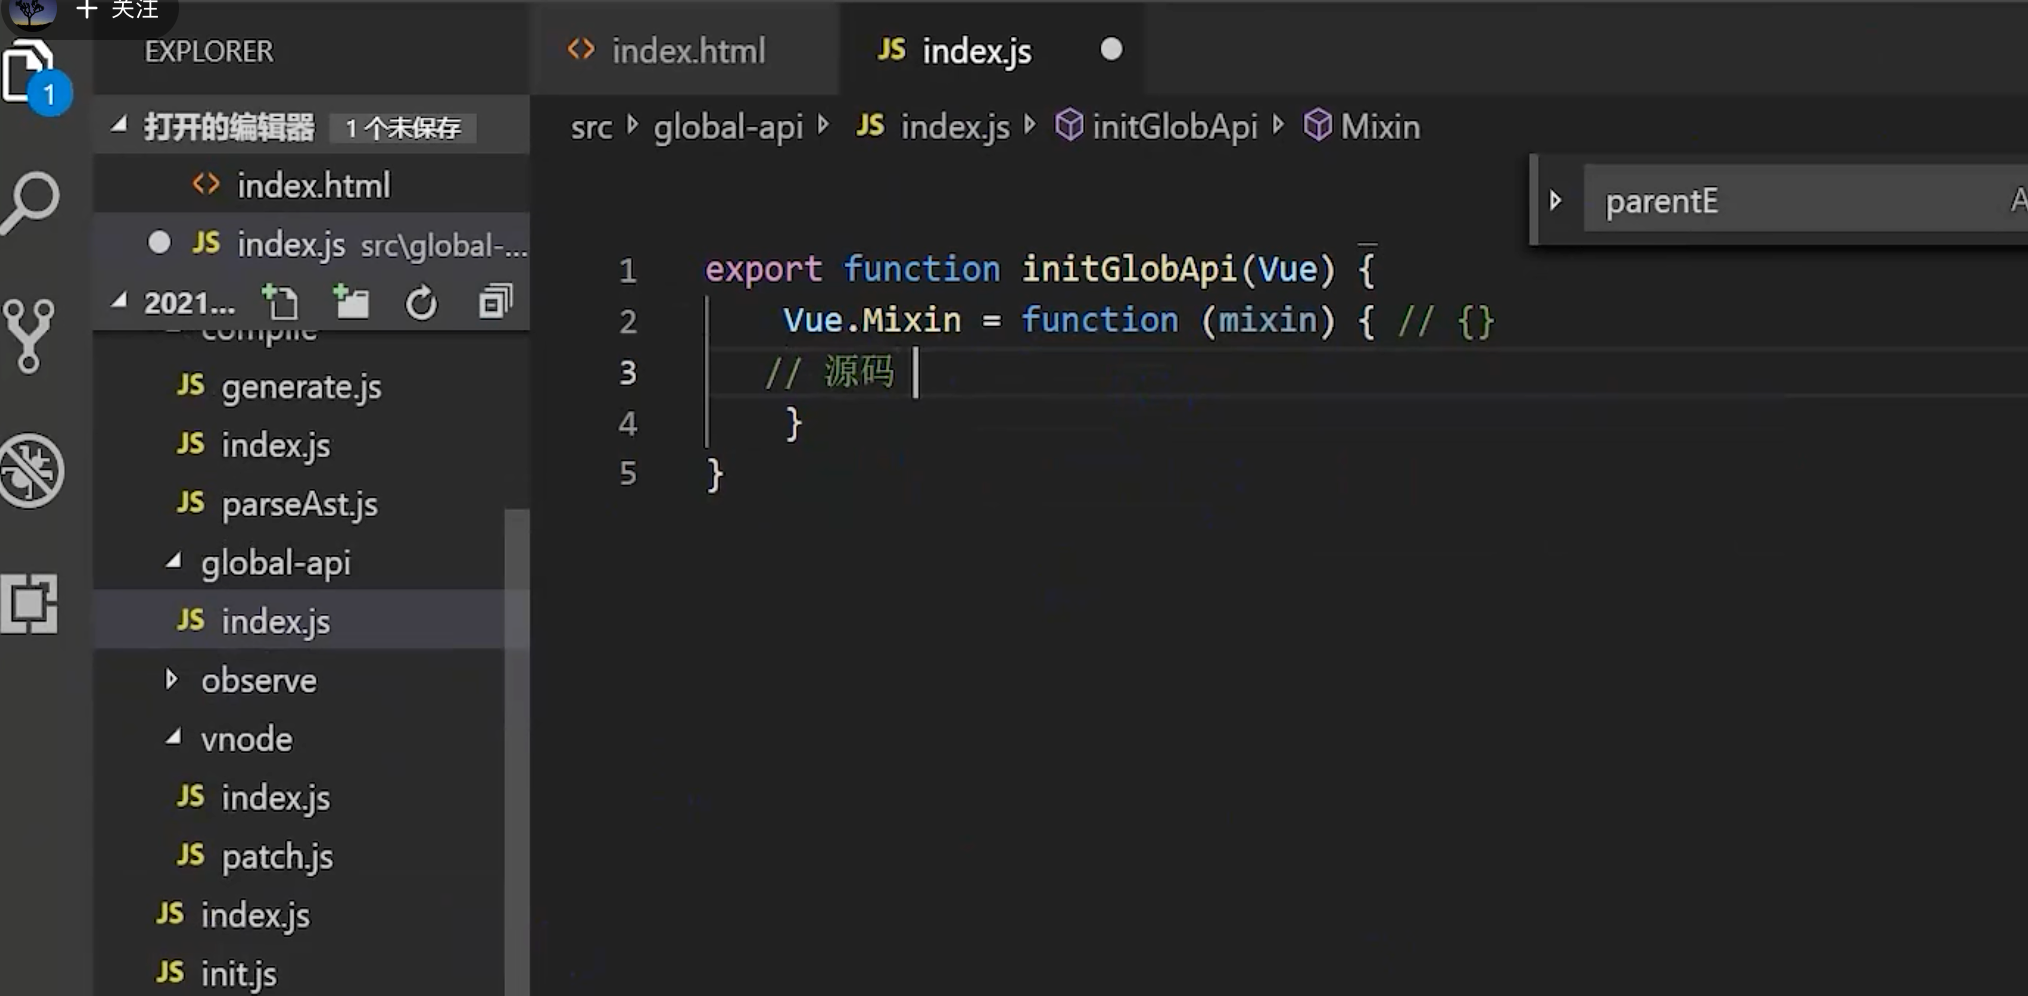 + 关注
EXPLORER
1
打开的编辑器 1 个未保存
<> index.html
JS index.js src\global-...
2021...
compile
JS generate.js
JS index.js
JS parseAst.js
global-api
JS index.js
observe
vnode
JS index.js
JS patch.js
JS index.js
JS init.js
<> index.html
JS index.js
src global-api JS index.js initGlobApi Mixin
parentE
1 export function initGlobApi(Vue) {
2 Vue.Mixin = function (mixin) { // {}
3 // 源码
4 }
5 }